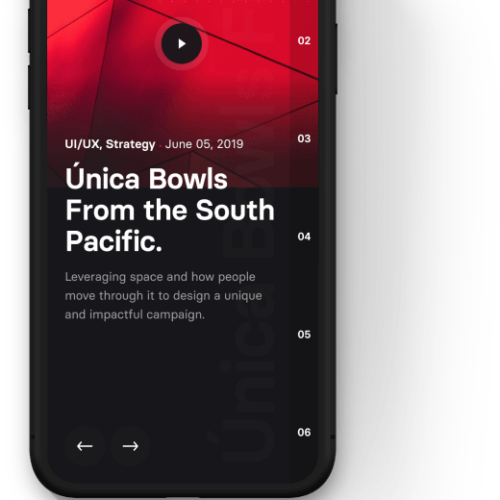 02
UI/UX, Strategy · June 05, 2019
03
Única Bowls
From the South
Pacific.
04
Leveraging space and how people
move through it to design a unique
and impactful campaign.
05
06
Única Bowls F